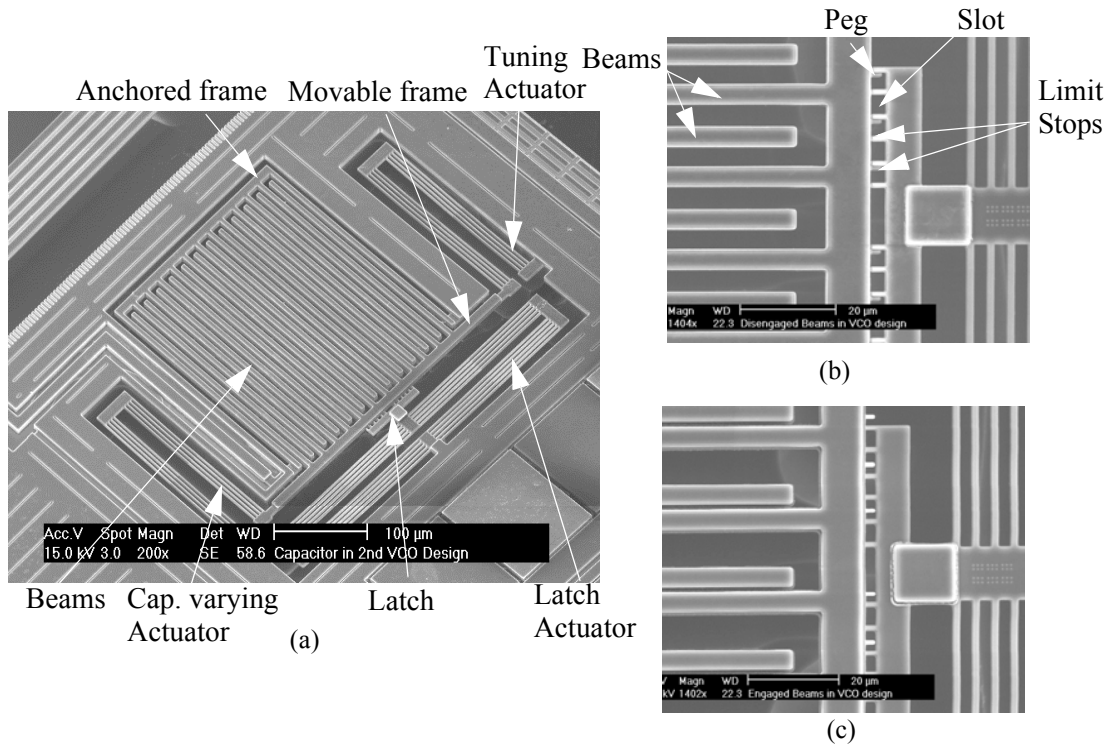 Anchored frame
Movable frame
Tuning
Actuator
Acc.V Spot Magn Det WD 100 µm
15.0 kV 3.0 200x SE 58.6 Capacitor in 2nd VCO Design
Beams
Cap. varying
Actuator
Latch
Latch
Actuator
(a)
Peg
Slot
Beams
Limit
Stops
Magn WD 20 µm
1404x 22.3 Disengaged Beams in VCO design
(b)
V Magn WD 20 µm
kV 1402x 22.3 Engaged Beams in VCO design
(c)